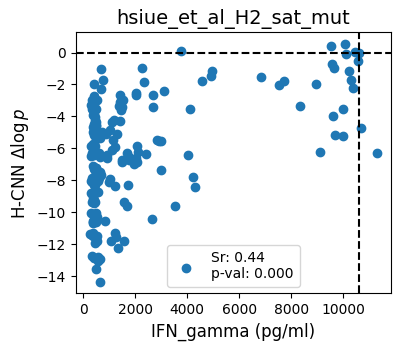 hsiue_et_al_H2_sat_mut
H-CNN Δlog p
0
−2
−4
−6
−8
−10
−12
−14
Sr: 0.44
p-val: 0.000
0 2000 4000 6000 8000 10000
IFN_gamma (pg/ml)